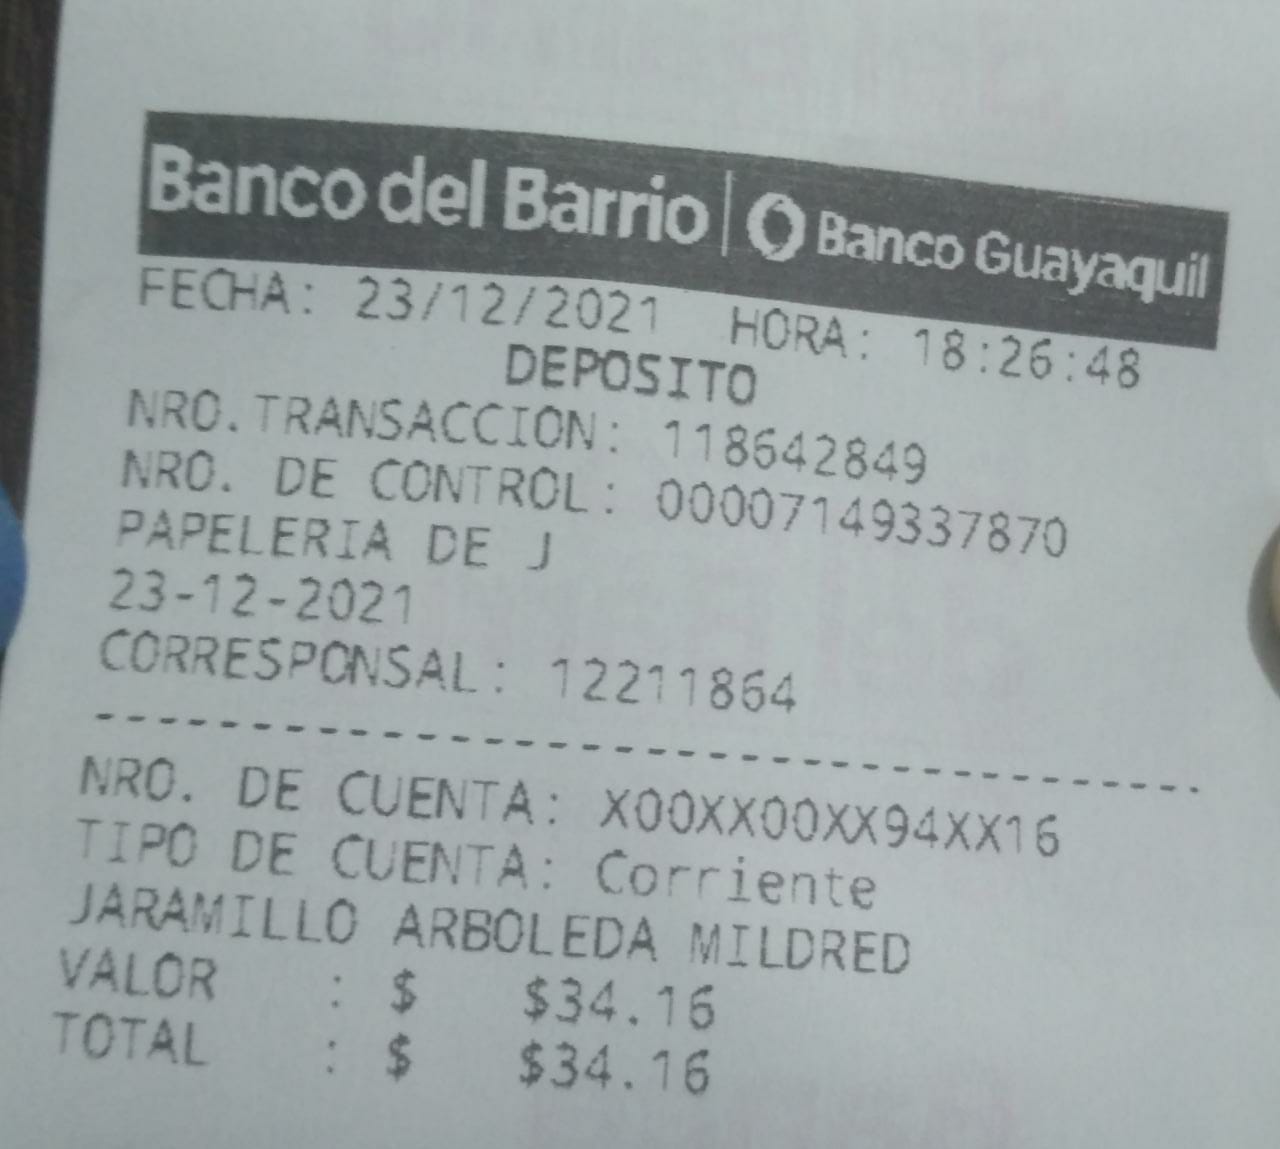 Banco del Barrio | Banco Guayaquil
FECHA: 23/12/2021 HORA: 18:26:48
DEPOSITO
NRO.TRANSACCION: 118642849
NRO. DE CONTROL: 00007149337870
PAPELERIA DE J
23-12-2021
CORRESPONSAL: 12211864
--------------------------------
NRO. DE CUENTA: X00XX00XX94XX16
TIPO DE CUENTA: Corriente
JARAMILLO ARBOLEDA MILDRED
VALOR : $ $34.16
TOTAL : $ $34.16